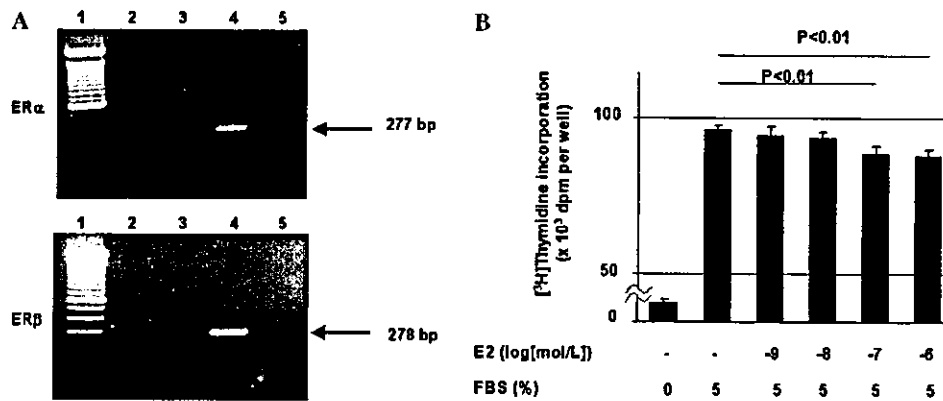 A
1 2 3 4 5
ERα
277 bp
1 2 3 4 5
ERβ
278 bp
B
P<0.01
P<0.01
[³H]Thymidine incorporation
(x 10³ dpm per well)
100
50
0
E2 (log[mol/L]) - - -9 -8 -7 -6
FBS (%) 0 5 5 5 5 5